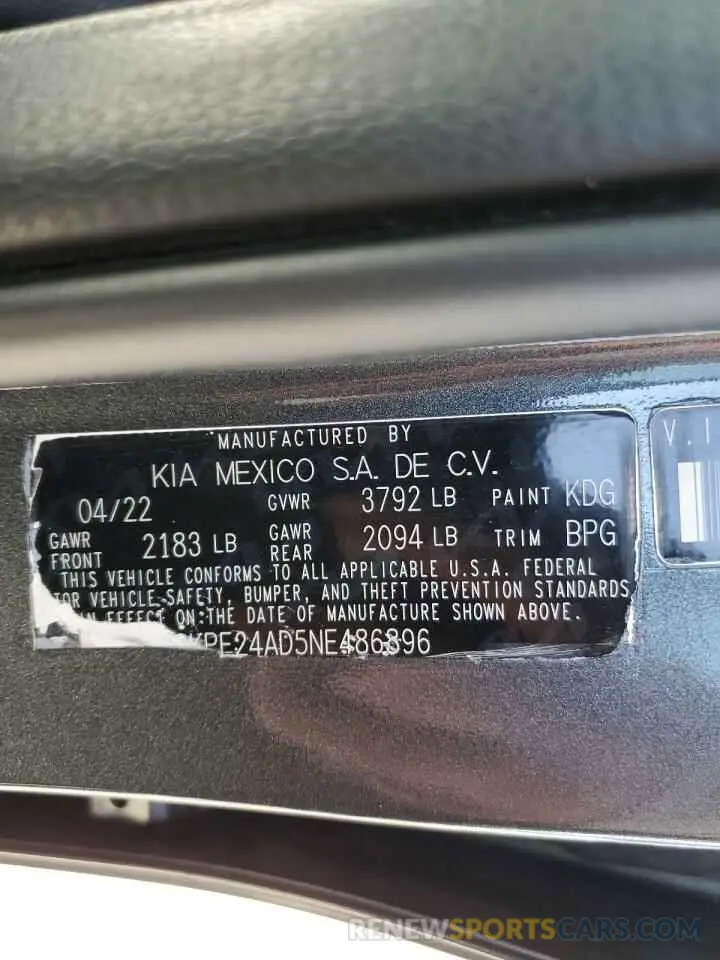 MANUFACTURED BY
KIA MEXICO S.A. DE C.V.
04/22 GVWR 3792 LB PAINT KDG
GAWR FRONT 2183 LB GAWR REAR 2094 LB TRIM BPG
THIS VEHICLE CONFORMS TO ALL APPLICABLE U.S.A. FEDERAL
VEHICLE SAFETY, BUMPER, AND THEFT PREVENTION STANDARDS
EFFECT ON THE DATE OF MANUFACTURE SHOWN ABOVE.
KPE24AD5NE486896
V.I
RENEWSPORTSCARS.COM